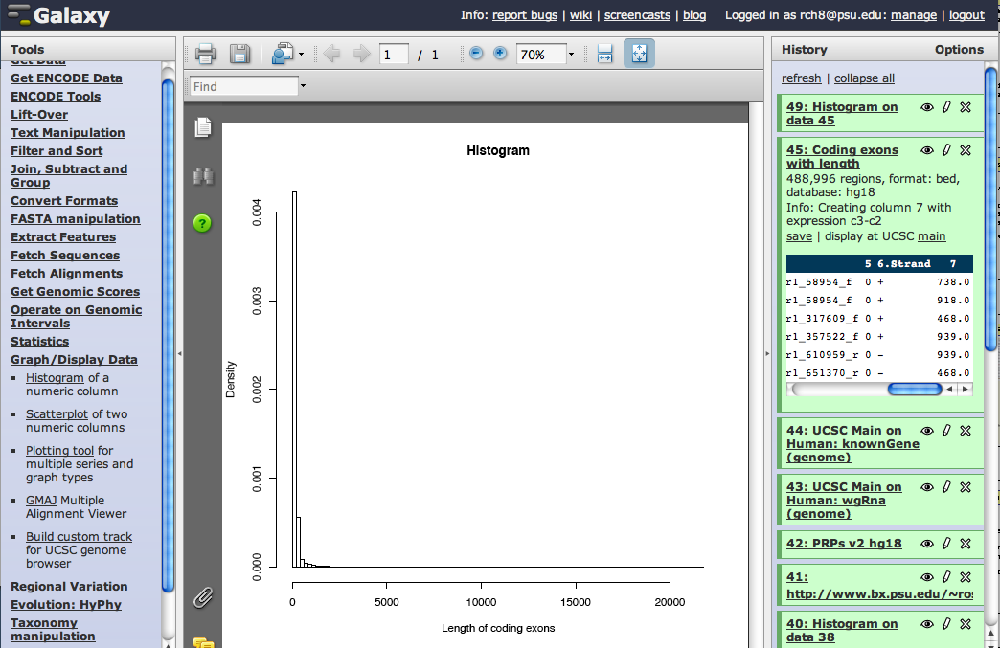 Galaxy
Info: report bugs | wiki | screencasts | blog Logged in as rch8@psu.edu: manage | logout
Tools
Get Data
Get ENCODE Data
ENCODE Tools
Lift-Over
Text Manipulation
Filter and Sort
Join, Subtract and
Group
Convert Formats
FASTA manipulation
Extract Features
Fetch Sequences
Fetch Alignments
Get Genomic Scores
Operate on Genomic
Intervals
Statistics
Graph/Display Data
Histogram of a
numeric column
Scatterplot of two
numeric columns
Plotting tool for
multiple series and
graph types
GMAJ Multiple
Alignment Viewer
Build custom track
for UCSC genome
browser
Regional Variation
Evolution: HyPhy
Taxonomy
manipulation
1 / 1
70%
Find
?
Histogram
Density
0.004
0.003
0.002
0.001
0.000
0 5000 10000 15000 20000
Length of coding exons
History Options
refresh | collapse all
49: Histogram on
data 45
45: Coding exons
with length
488,996 regions, format: bed,
database: hg18
Info: Creating column 7 with
expression c3-c2
save | display at UCSC main
5 6.Strand 7
r1_58954_f 0 + 738.0
r1_58954_f 0 + 918.0
r1_317609_f 0 + 468.0
r1_357522_f 0 + 939.0
r1_610959_r 0 - 939.0
r1_651370_r 0 - 468.0
44: UCSC Main on
Human: knownGene
(genome)
43: UCSC Main on
Human: wgRna
(genome)
42: PRPs v2 hg18
41:
http://www.bx.psu.edu/~ros
40: Histogram on
data 38